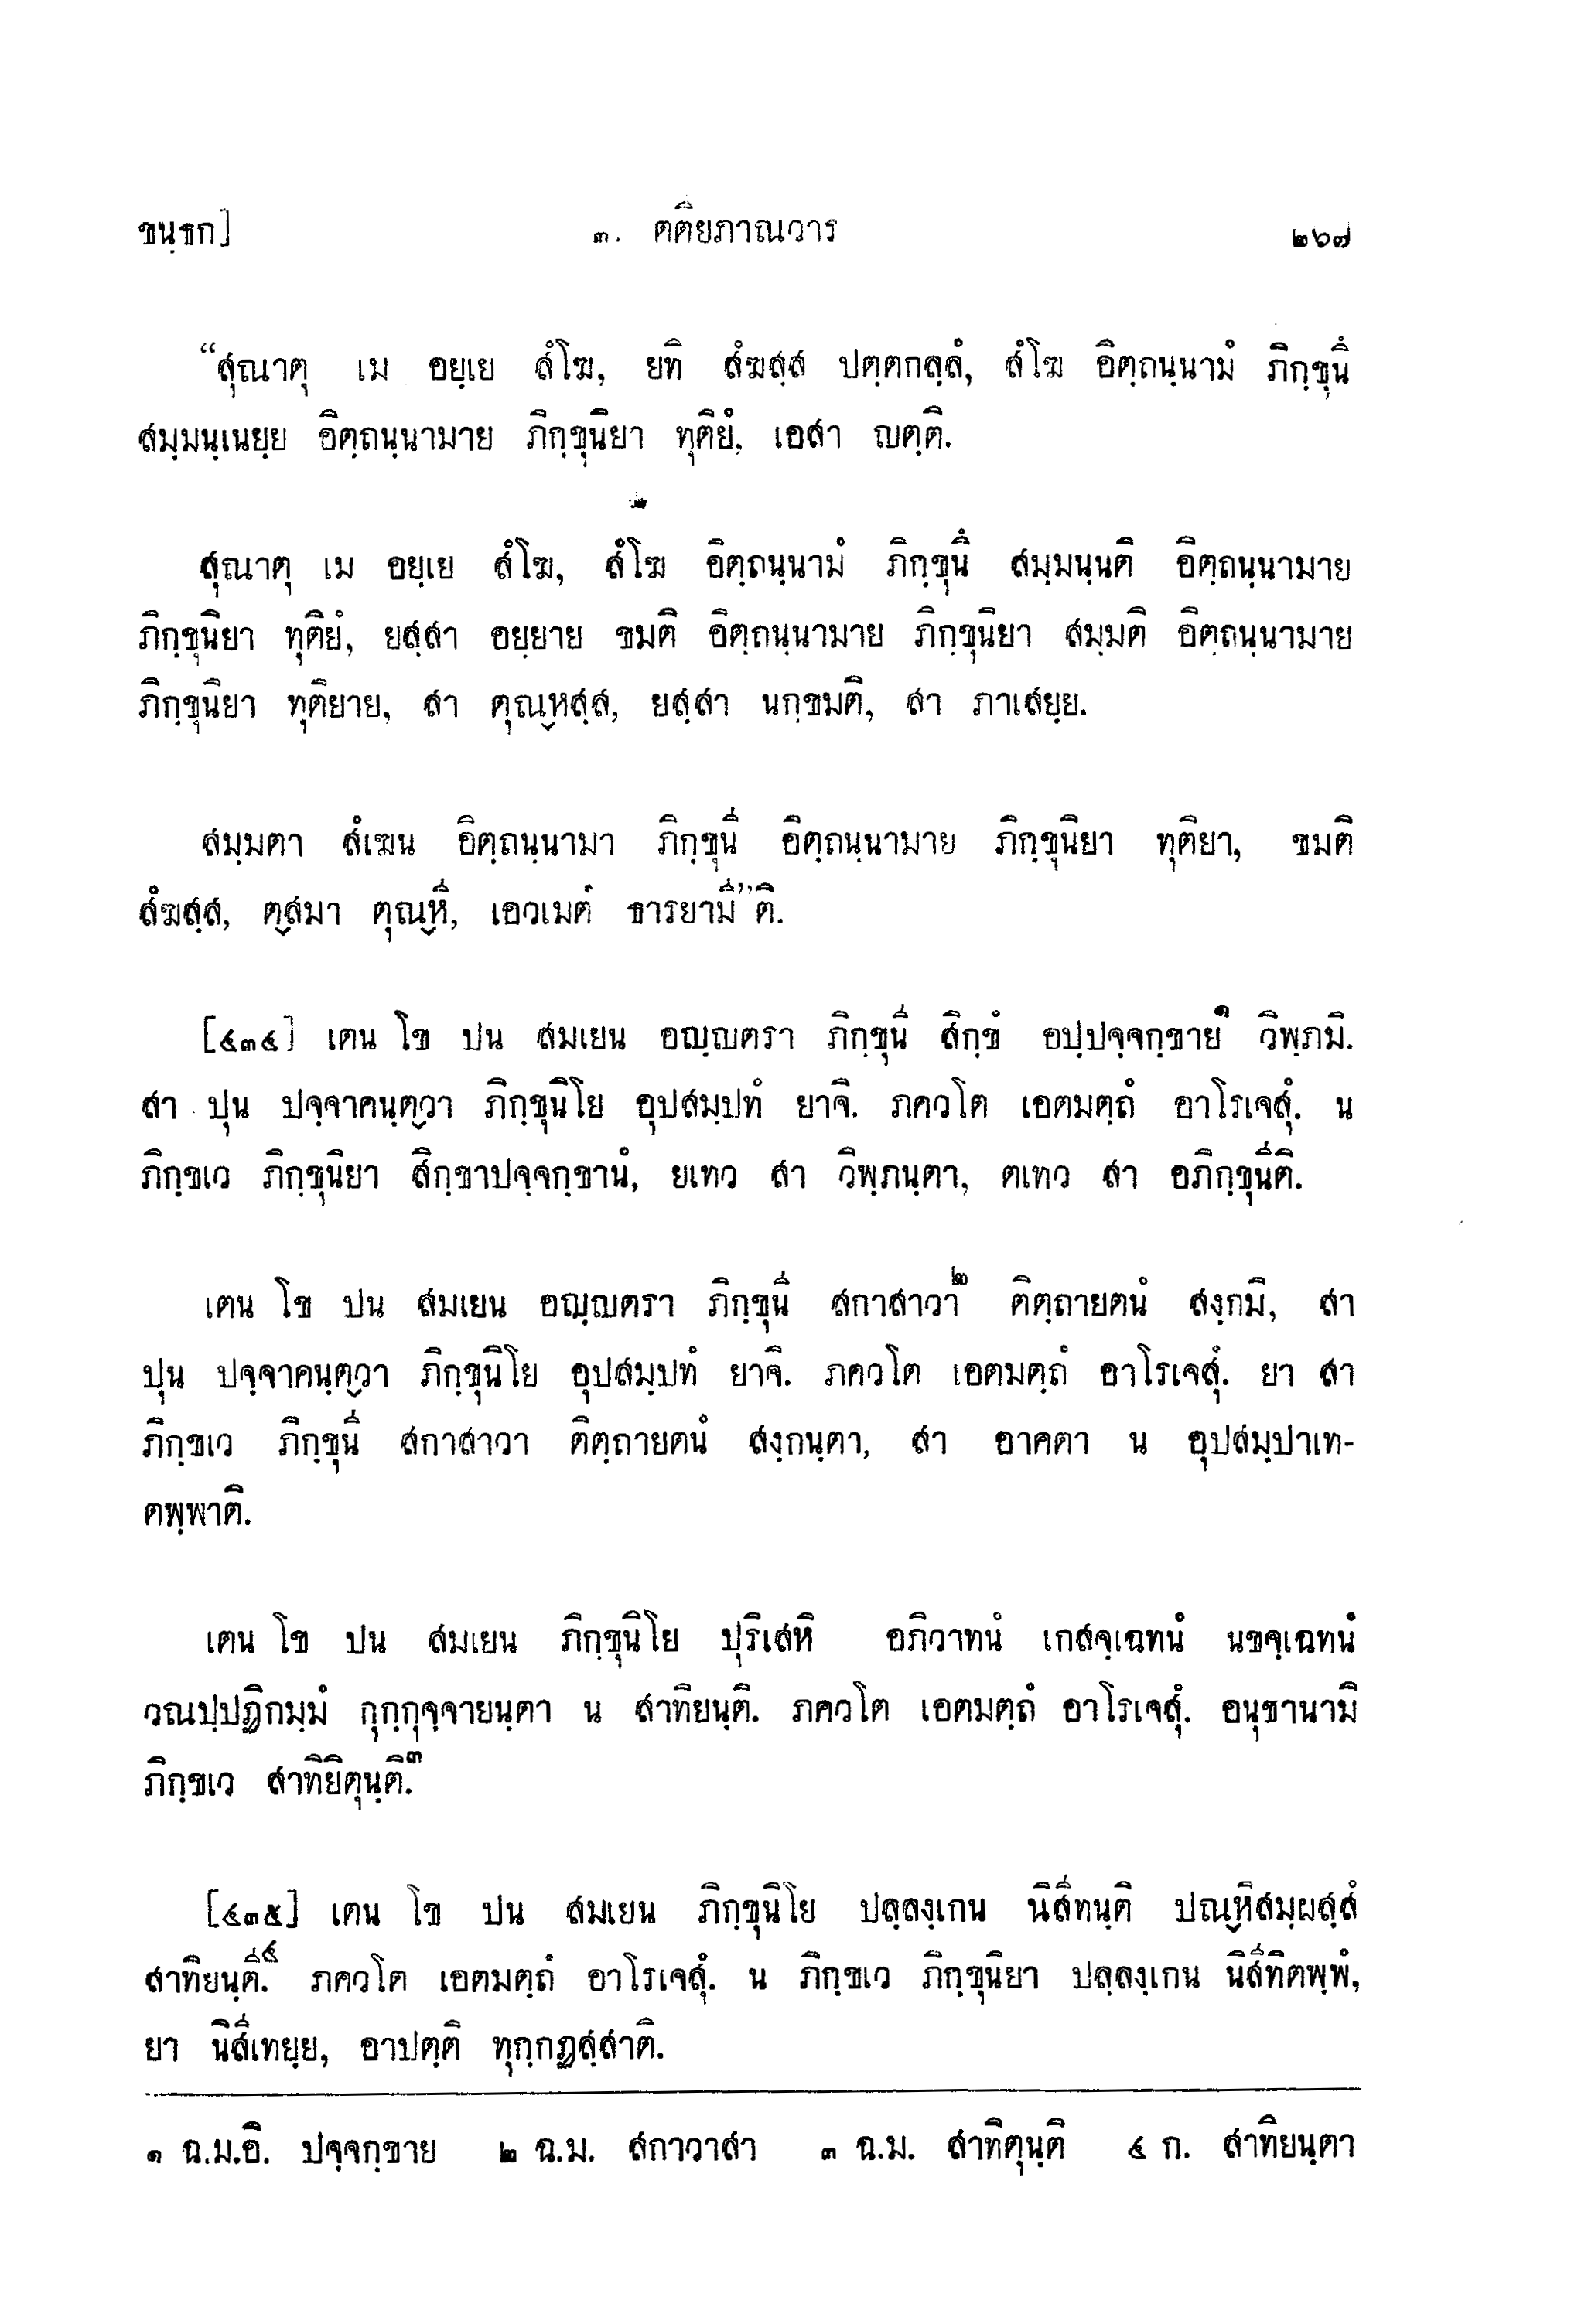 ขนฺธก]
๓. ตติยภาณวาร
๒๖๗
“สุณาตุ เม อยฺเย สํโฆ, ยทิ สํฆสฺส ปตฺตกลฺลํ, สํโฆ อิตฺถนฺนามํ ภิกฺขุนึ
สมฺมนฺเนยฺย อิตฺถนฺนามาย ภิกฺขุนิยา ทุติยํ, เอสา ญตฺติ.
สุณาตุ เม อยฺเย สํโฆ, สํโฆ อิตฺถนฺนามํ ภิกฺขุนึ สมฺมนฺนติ อิตฺถนฺนามาย
ภิกฺขุนิยา ทุติยํ, ยสฺสา อยฺยาย ขมติ อิตฺถนฺนามาย ภิกฺขุนิยา สมฺมติ อิตฺถนฺนามาย
ภิกฺขุนิยา ทุติยาย, สา ตุณฺหสฺส, ยสฺสา นกฺขมติ, สา ภาเสยฺย.
สมฺมตา สํเฆน อิตฺถนฺนามา ภิกฺขุนี อิตฺถนฺนามาย ภิกฺขุนิยา ทุติยา, ขมติ
สํฆสฺส, ตสฺมา ตุณฺหี, เอวเมตํ ธารยามี”ติ.
[๔๓๔] เตน โข ปน สมเยน อญฺญตรา ภิกฺขุนี สิกฺขํ อปฺปจฺจกฺขาย๑ วิพฺภมิ.
สา ปุน ปจฺจาคนฺตฺวา ภิกฺขุนิโย อุปสมฺปทํ ยาจิ. ภควโต เอตมตฺถํ อาโรเจสุํ. น
ภิกฺขเว ภิกฺขุนิยา สิกฺขาปจฺจกฺขานํ, ยเทว สา วิพฺภนฺตา, ตเทว สา อภิกฺขุนีติ.
เตน โข ปน สมเยน อญฺญตรา ภิกฺขุนี สกาสาวา๒ ติตฺถายตนํ สงฺกมิ, สา
ปุน ปจฺจาคนฺตฺวา ภิกฺขุนิโย อุปสมฺปทํ ยาจิ. ภควโต เอตมตฺถํ อาโรเจสุํ. ยา สา
ภิกฺขเว ภิกฺขุนี สกาสาวา ติตฺถายตนํ สงฺกนฺตา, สา อาคตา น อุปสมฺปาเท-
ตพฺพาติ.
เตน โข ปน สมเยน ภิกฺขุนิโย ปุริเสหิ อภิวาทนํ เกสจฺเฉทนํ นขจฺเฉทนํ
วณปฺปฏิกมฺมํ กุกฺกุจฺจายนฺตา น สาทิยนฺติ. ภควโต เอตมตฺถํ อาโรเจสุํ. อนุชานามิ
ภิกฺขเว สาทิยิตุนฺติ.๓
[๔๓๕] เตน โข ปน สมเยน ภิกฺขุนิโย ปลฺลงฺเกน นิสีทนฺติ ปณฺหิสมฺผสฺสํ
สาทิยนฺตี.๔ ภควโต เอตมตฺถํ อาโรเจสุํ. น ภิกฺขเว ภิกฺขุนิยา ปลฺลงฺเกน นิสีทิตพฺพํ,
ยา นิสีเทยฺย, อาปตฺติ ทุกฺกฏสฺสาติ.
๑ ฉ.ม.อิ. ปจฺจกฺขาย ๒ ฉ.ม. สกาวาสา ๓ ฉ.ม. สาทิตุนฺติ ๔ ก. สาทิยนฺตา